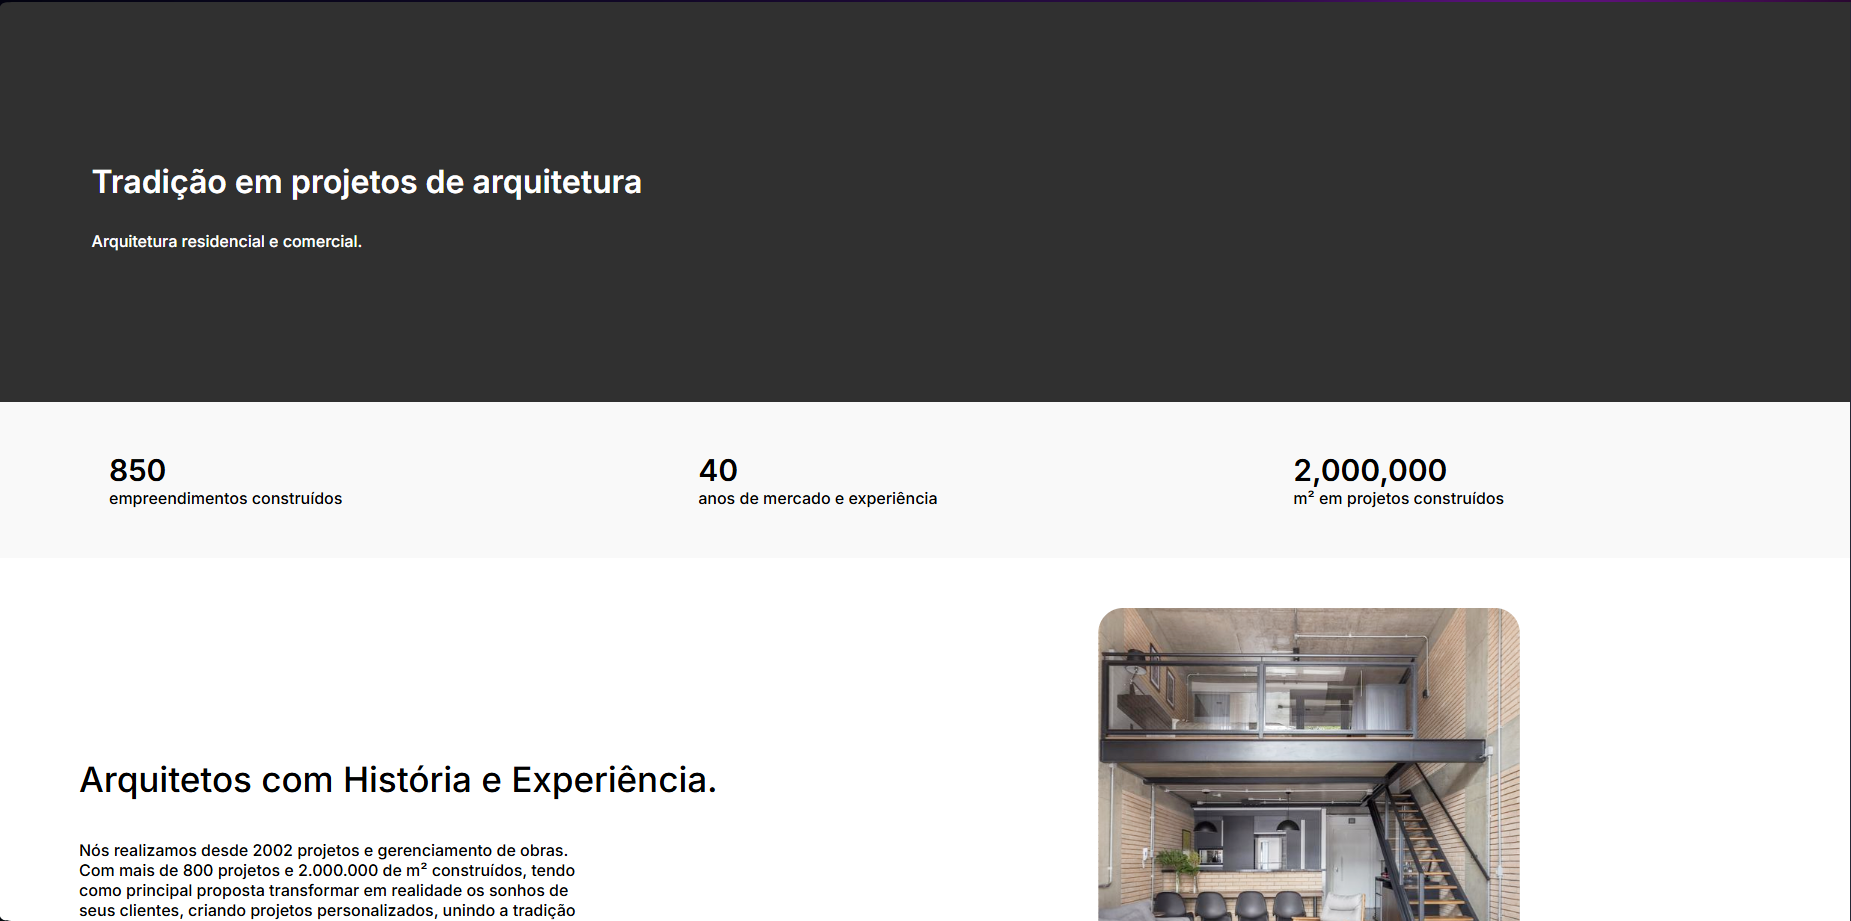 Tradição em projetos de arquitetura
Arquitetura residencial e comercial.
850
empreendimentos construídos
40
anos de mercado e experiência
2,000,000
m² em projetos construídos
Arquitetos com História e Experiência.
Nós realizamos desde 2002 projetos e gerenciamento de obras.
Com mais de 800 projetos e 2.000.000 de m² construídos, tendo
como principal proposta transformar em realidade os sonhos de
seus clientes, criando projetos personalizados, unindo a tradição